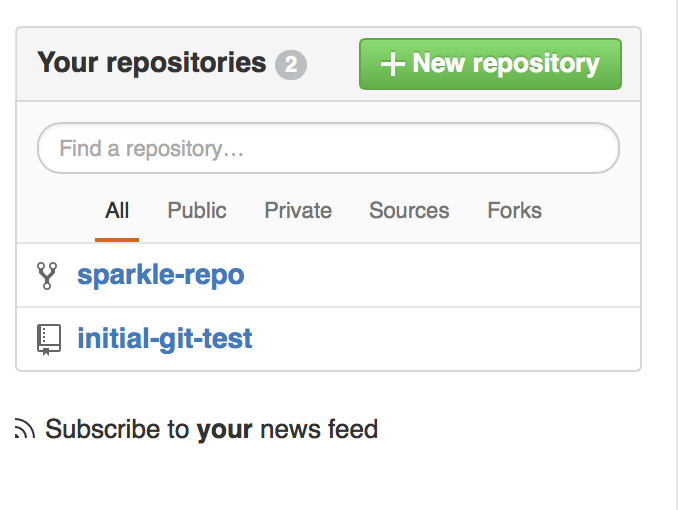 Your repositories 2
+ New repository
Find a repository…
All Public Private Sources Forks
sparkle-repo
initial-git-test
Subscribe to your news feed